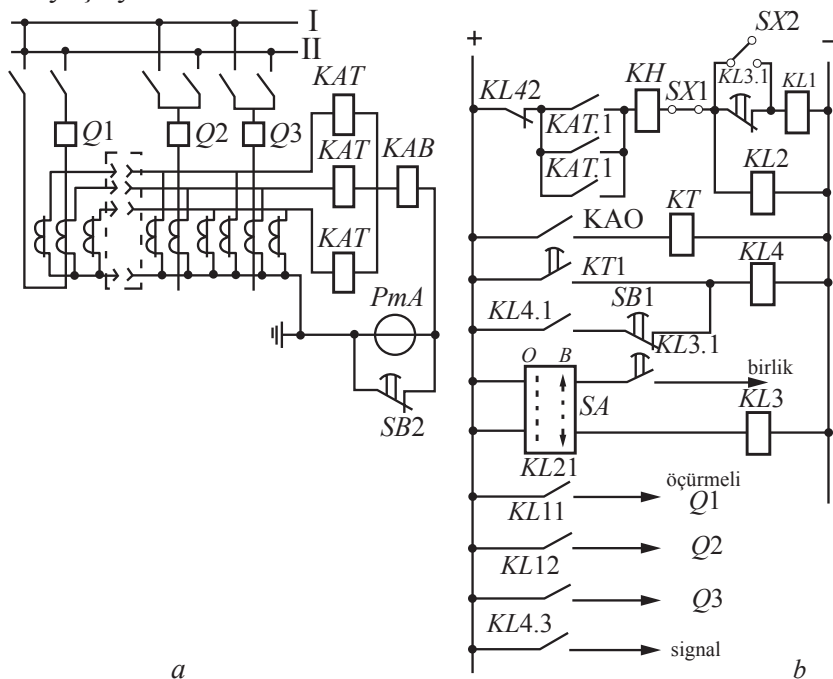 I
II
KAT
Q1
Q2
Q3
KAT
KAB
KAT
PmA
SB2
a
+
–
SX2
KL42
KH
SX1
KL3.1
KL1
KAT.1
KAT.1
KL2
KAO
KT
KT1
KL4
SB1
KL4.1
KL3.1
O B
birlik
SA
KL3
KL21
öçürmeli
Q1
KL11
Q2
KL12
Q3
KL4.3
signal
b